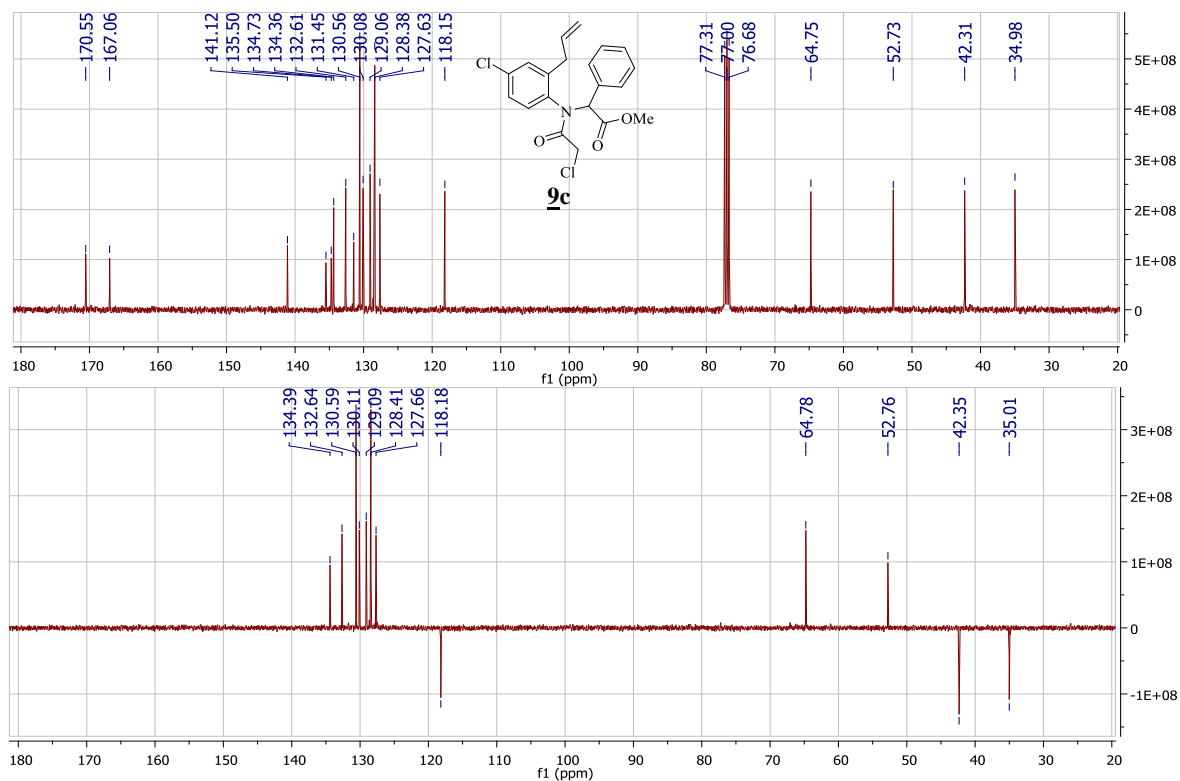 170.55
167.06
141.12
135.50
134.73
134.36
132.61
131.45
130.56
130.08
129.06
128.38
127.63
118.15
77.31
77.00
76.68
64.75
52.73
42.31
34.98
Cl
N
OMe
O
O
Cl
9c
5E+08
4E+08
3E+08
2E+08
1E+08
0
180 170 160 150 140 130 120 110 100 90 80 70 60 50 40 30 20
f1 (ppm)
134.39
132.64
130.59
130.11
129.09
128.41
127.66
118.18
64.78
52.76
42.35
35.01
3E+08
2E+08
1E+08
0
-1E+08
180 170 160 150 140 130 120 110 100 90 80 70 60 50 40 30 20
f1 (ppm)